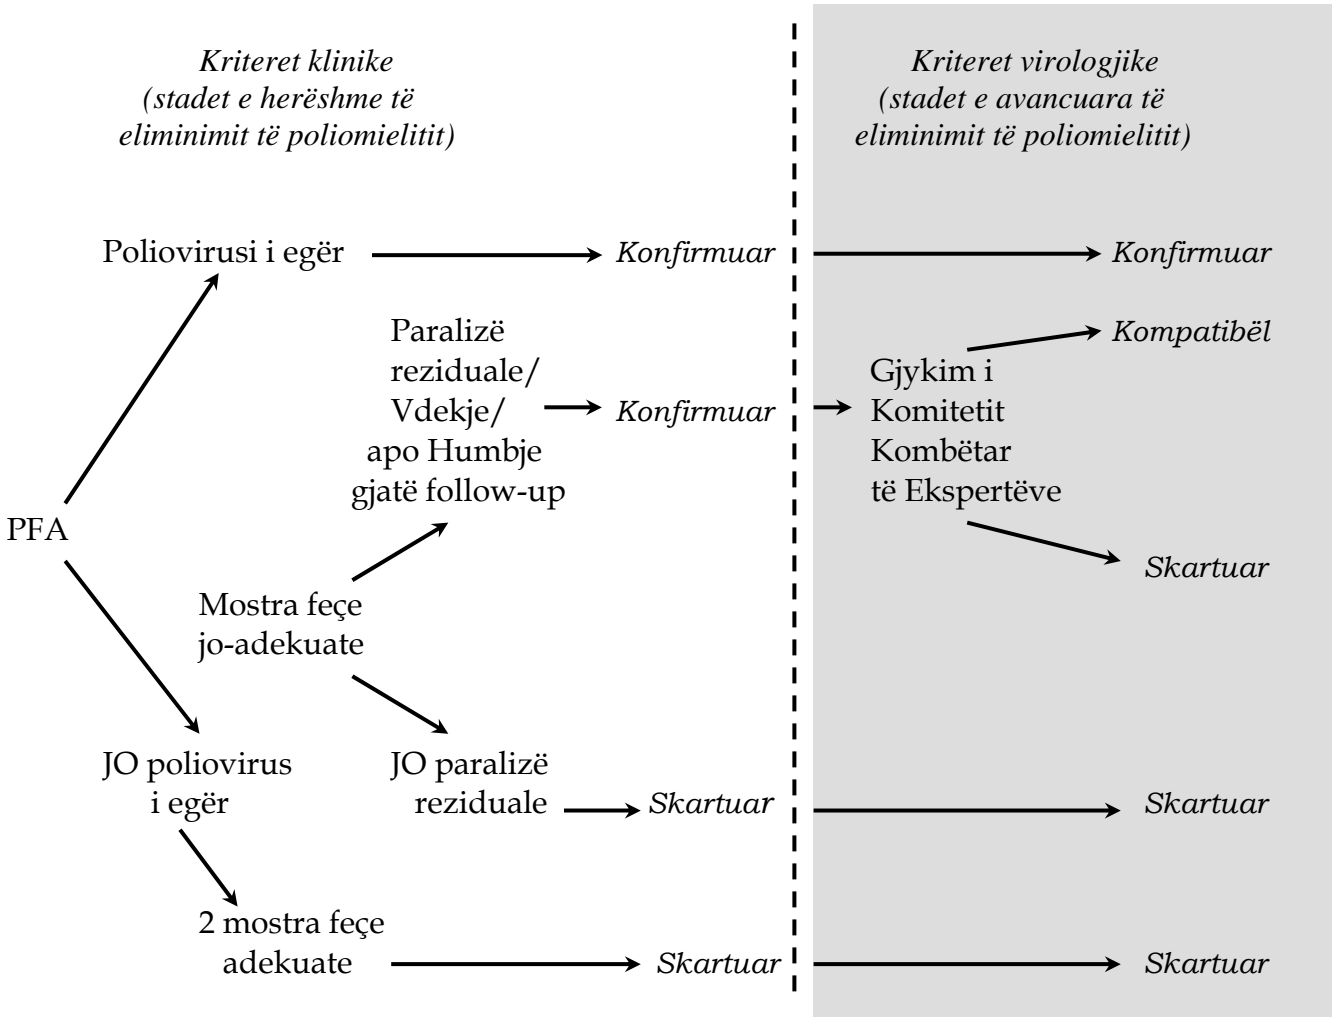 Kriteret klinike
(stadet e herëshme të
eliminimit të poliomielitit)
Kriteret virologjike
(stadet e avancuara të
eliminimit të poliomielitit)
Poliovirusi i egër
Konfirmuar
Konfirmuar
Paralizë
reziduale/
Vdekje/
apo Humbje
gjatë follow-up
Konfirmuar
Gjykim i
Komitetit
Kombëtar
të Ekspertëve
Kompatibël
Skartuar
PFA
Mostra feçe
jo-adekuate
JO poliovirus
i egër
JO paralizë
reziduale
Skartuar
Skartuar
2 mostra feçe
adekuate
Skartuar
Skartuar